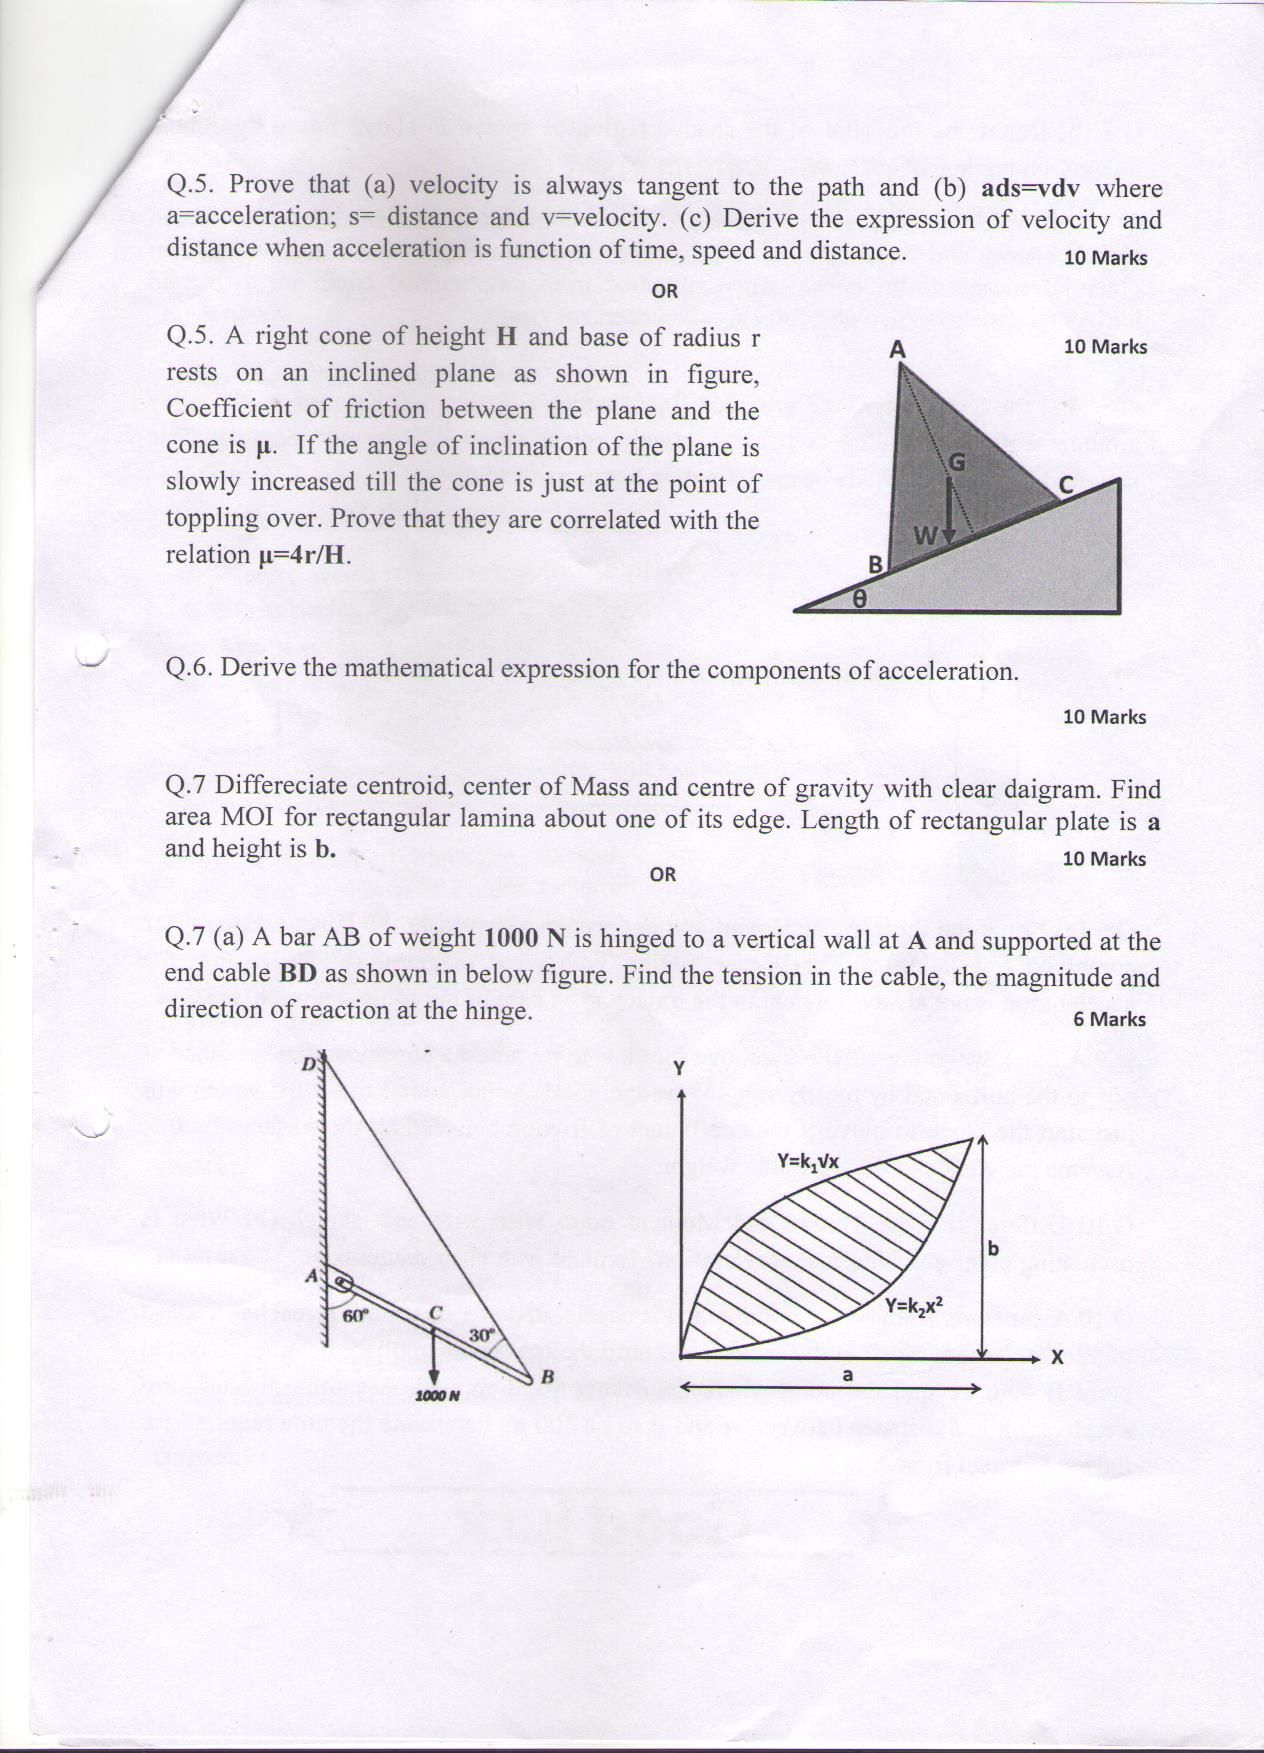 Q.5. Prove that (a) velocity is always tangent to the path and (b) ads=vdv where
a=acceleration; s= distance and v=velocity. (c) Derive the expression of velocity and
distance when acceleration is function of time, speed and distance.
10 Marks
OR
Q.5. A right cone of height H and base of radius r
rests on an inclined plane as shown in figure,
Coefficient of friction between the plane and the
cone is μ. If the angle of inclination of the plane is
slowly increased till the cone is just at the point of
toppling over. Prove that they are correlated with the
relation μ=4r/H.
10 Marks
A
G
C
W
B
θ
Q.6. Derive the mathematical expression for the components of acceleration.
10 Marks
Q.7 Differeciate centroid, center of Mass and centre of gravity with clear daigram. Find
area MOI for rectangular lamina about one of its edge. Length of rectangular plate is a
and height is b.
10 Marks
OR
Q.7 (a) A bar AB of weight 1000 N is hinged to a vertical wall at A and supported at the
end cable BD as shown in below figure. Find the tension in the cable, the magnitude and
direction of reaction at the hinge.
6 Marks
D
A
60°
C
30°
B
1000 N
Y
Y=k₁√x
b
Y=k₂x²
X
a